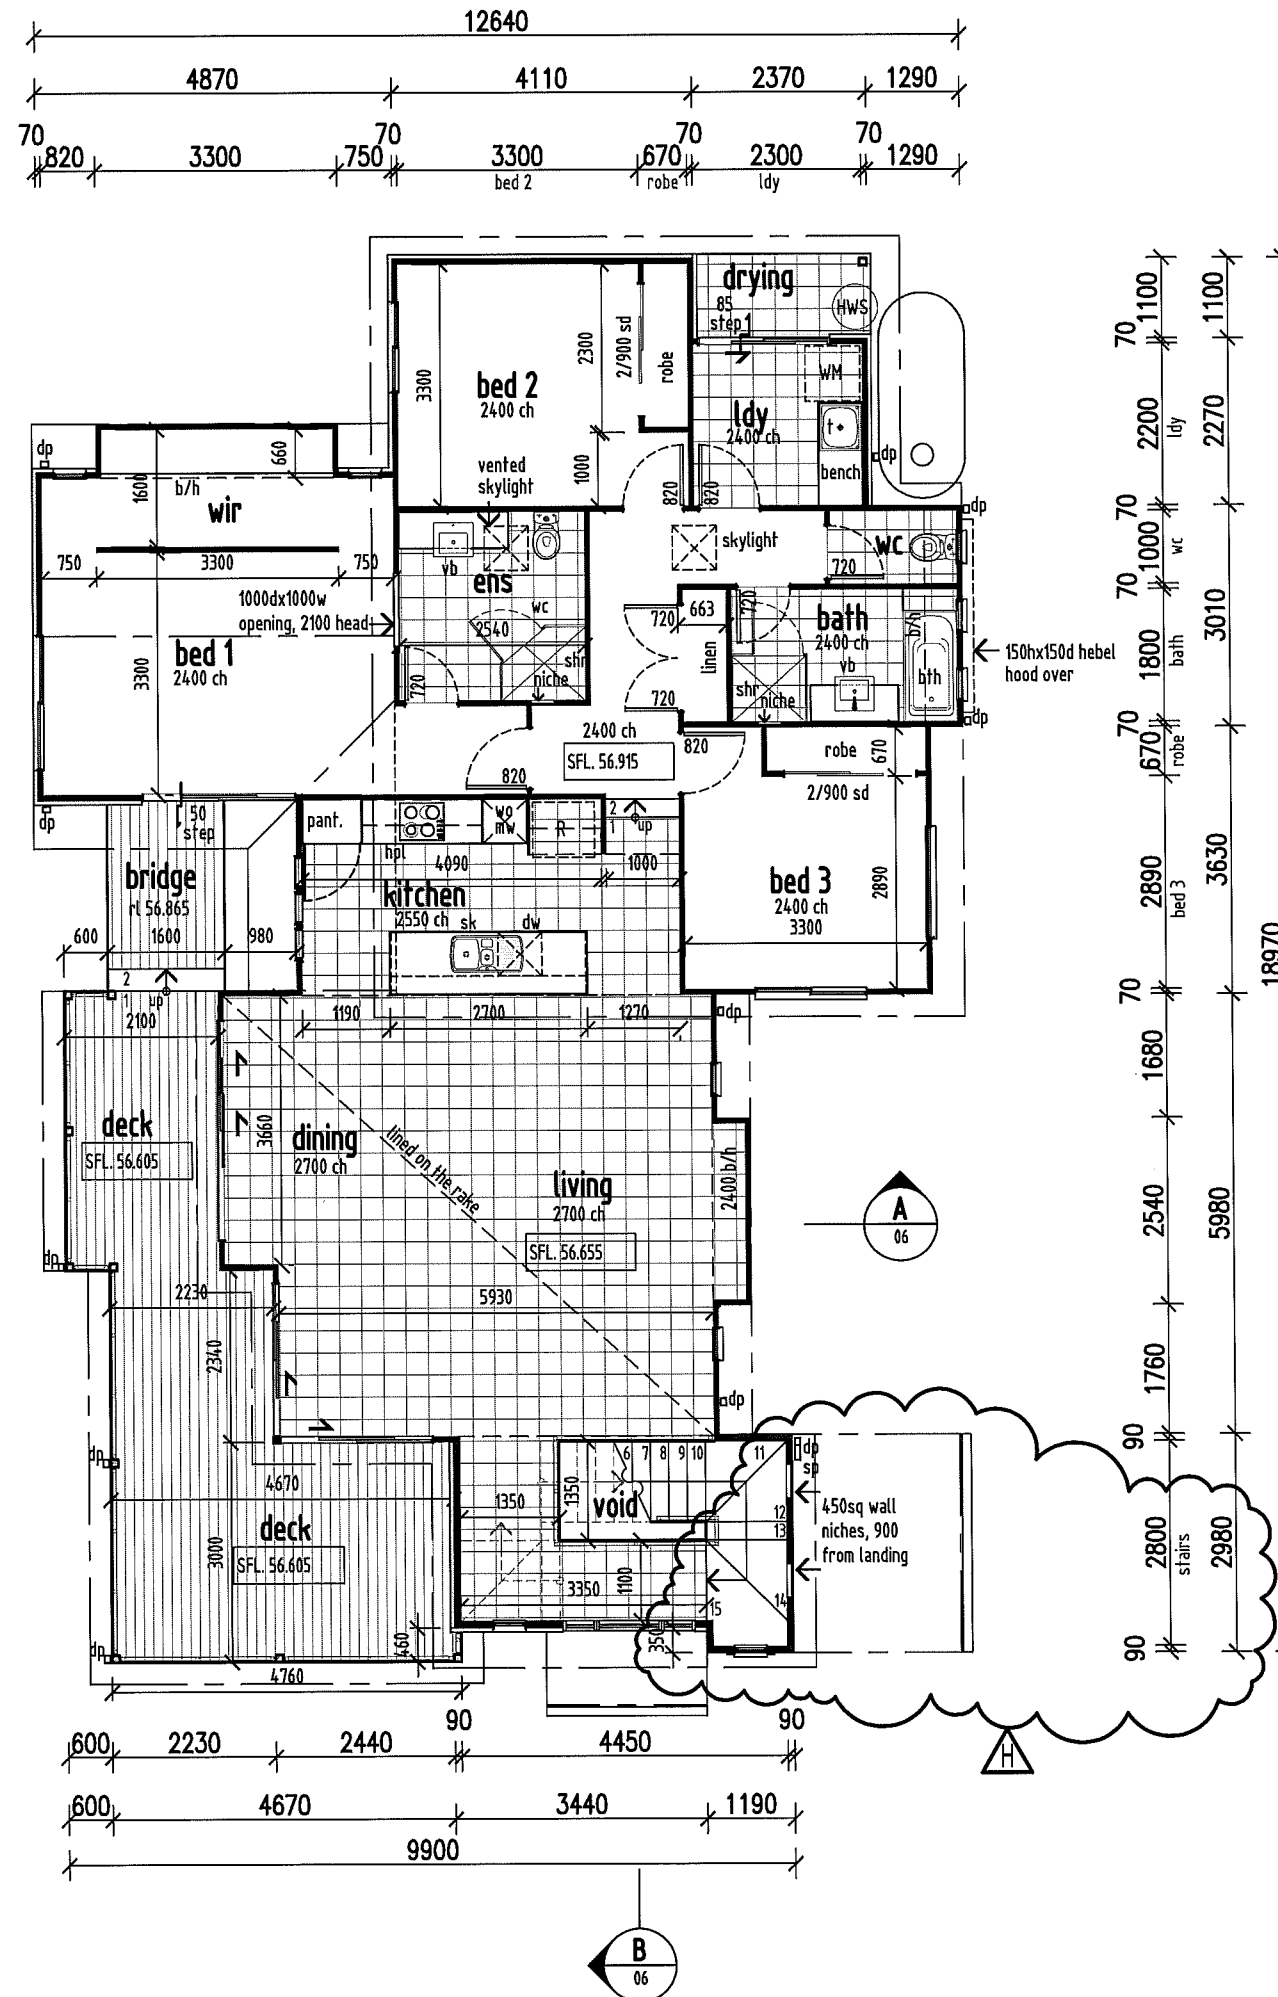 12640
4870 4110 2370 1290
70 70 70 70
820 3300 750 3300 670 2300 1290
bed 2 robe ldy
drying
85
step
HWS
1100 1100
70
3300
2300
2/900 sd
robe
WM
bed 2
2400 ch
ldy
2400 ch
t
bench
2200
ldy
2270
dp
dp
660
1600
b/h
wir
vented
skylight
1000
820
820
dp
70
750 3300 750
vb
ens
wc
skylight
wc
720
1000
wc
70
1000dx1000w
opening, 2100 head
2540
720
663
720
bath
2400 ch
b/h
vb
bth
3010
1800
bath
150hx150d hebel
hood over
bed 1
2400 ch
3300
720
shr
niche
linen
720
shr
niche
dp
70
2400 ch
SFL. 56.915
820
820
robe
670
2/900 sd
670
robe
dp
50
step
pant.
hpl
wo
mw
R
2
1
up
bridge
rl 56.865
4090
1000
kitchen
2550 ch
sk
dw
bed 3
2400 ch
3300
2890
2890
bed 3
3630
18970
600 1600 980
2
1
up
2100
1190 2700 1270
dp
70
1680
deck
SFL. 56.605
3660
dining
2700 ch
lined on the rake
living
2700 ch
SFL. 56.655
2400 b/h
A
06
2540
5980
dp
2230
5930
2340
dp
1760
90
dp
4670
deck
SFL. 56.605
3000
1350
1350
void
6 7 8 9 10
11
12
13
14
15
dp
sp
450sq wall
niches, 900
from landing
2800
stairs
2980
3350
1100
350
460
dp
4760
90
90 90
H
600 2230 2440 4450
600 4670 3440 1190
9900
B
06